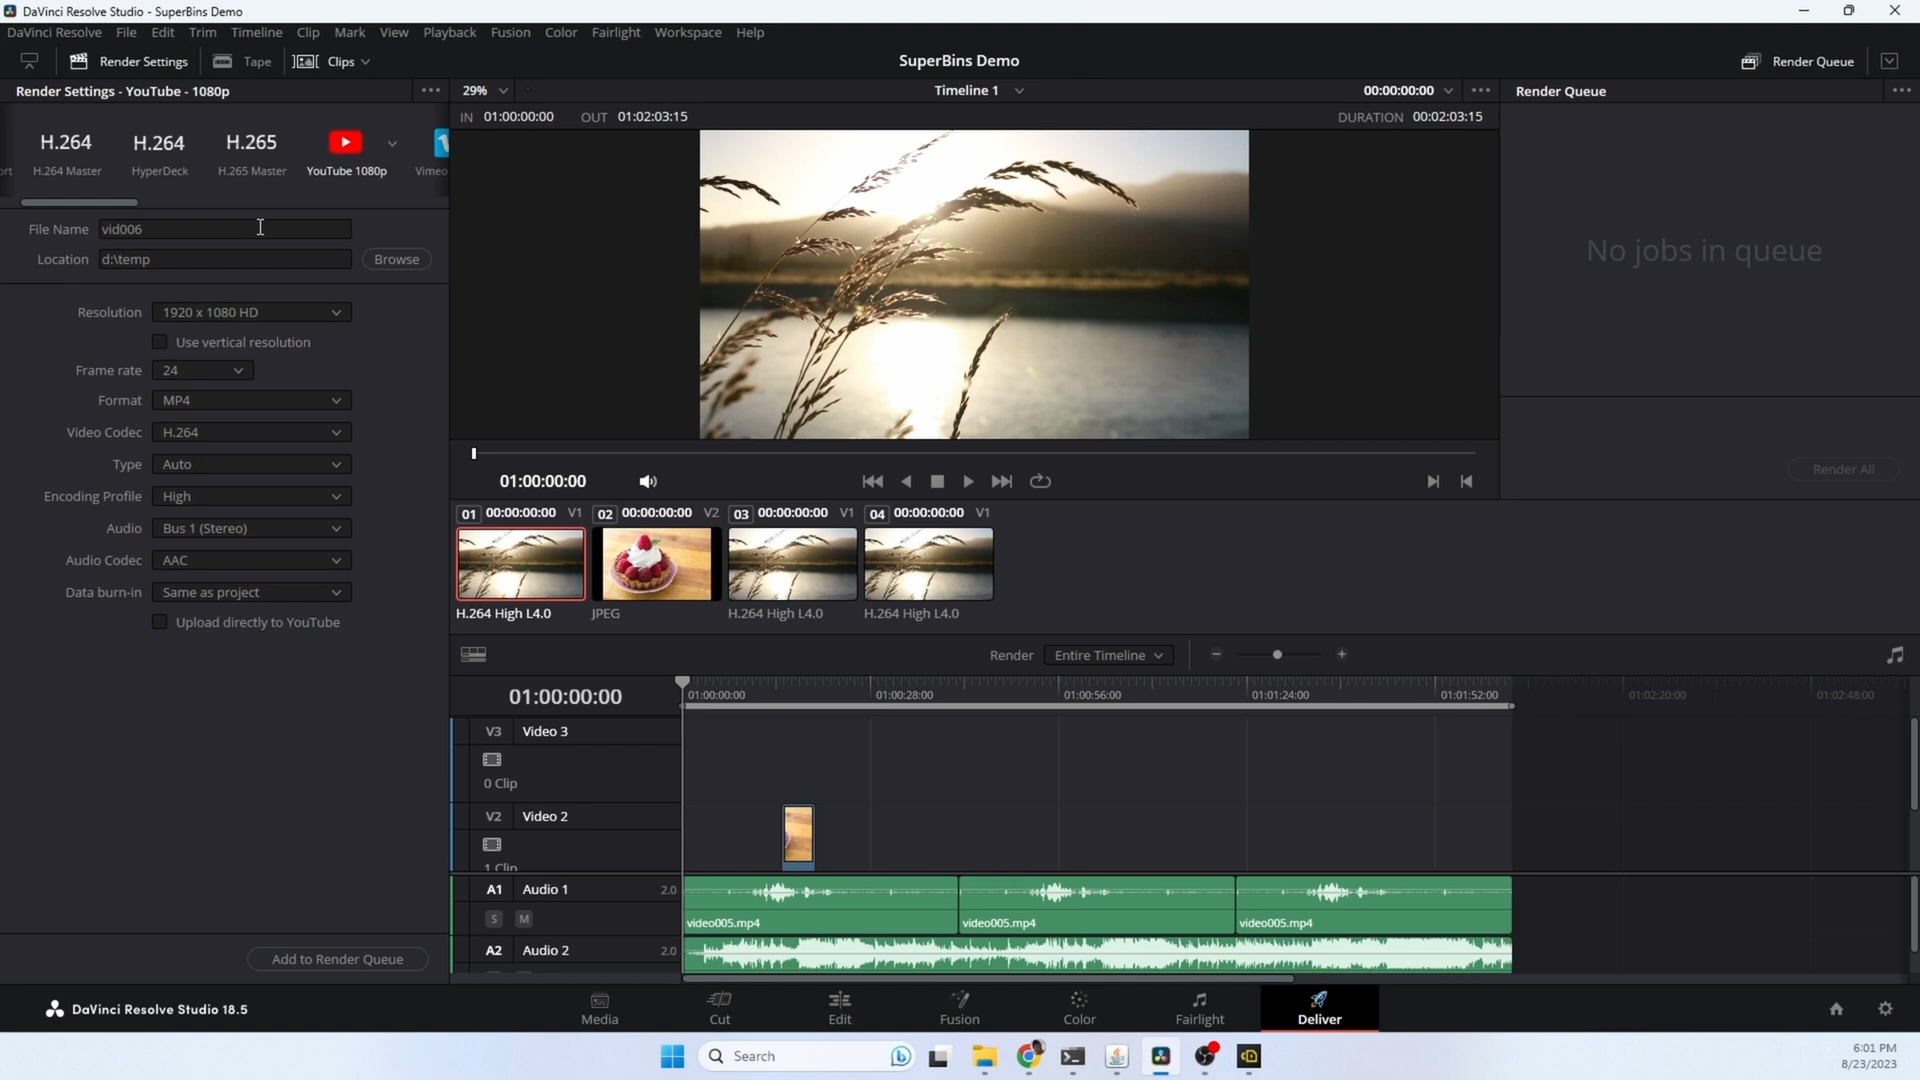 DaVinci Resolve Studio - SuperBins Demo
DaVinci Resolve File Edit Trim Timeline Clip Mark View Playback Fusion Color Fairlight Workspace Help
Render Settings Tape Clips SuperBins Demo Render Queue
Render Settings - YouTube - 1080p 29% Timeline 1 00:00:00:00 Render Queue
IN 01:00:00:00 OUT 01:02:03:15 DURATION 00:02:03:15
H.264 H.264 H.265
ort H.264 Master HyperDeck H.265 Master YouTube 1080p Vimeo
File Name vid006
Location d:\temp Browse
No jobs in queue
Resolution 1920 x 1080 HD
Use vertical resolution
Frame rate 24
Format MP4
Video Codec H.264
Type Auto
Render All
01:00:00:00
Encoding Profile High
01 00:00:00:00 V1 02 00:00:00:00 V2 03 00:00:00:00 V1 04 00:00:00:00 V1
Audio Bus 1 (Stereo)
Audio Codec AAC
Data burn-in Same as project
H.264 High L4.0 JPEG H.264 High L4.0 H.264 High L4.0
Upload directly to YouTube
Render Entire Timeline
01:00:00:00 01:00:00:00 01:00:28:00 01:00:56:00 01:01:24:00 01:01:52:00 01:02:20:00 01:02:48:00
V3 Video 3
0 Clip
V2 Video 2
1 Clip
A1 Audio 1 2.0
S M video005.mp4 video005.mp4 video005.mp4
A2 Audio 2 2.0
Add to Render Queue
DaVinci Resolve Studio 18.5
Media Cut Edit Fusion Color Fairlight Deliver
Search
6:01 PM
8/23/2023